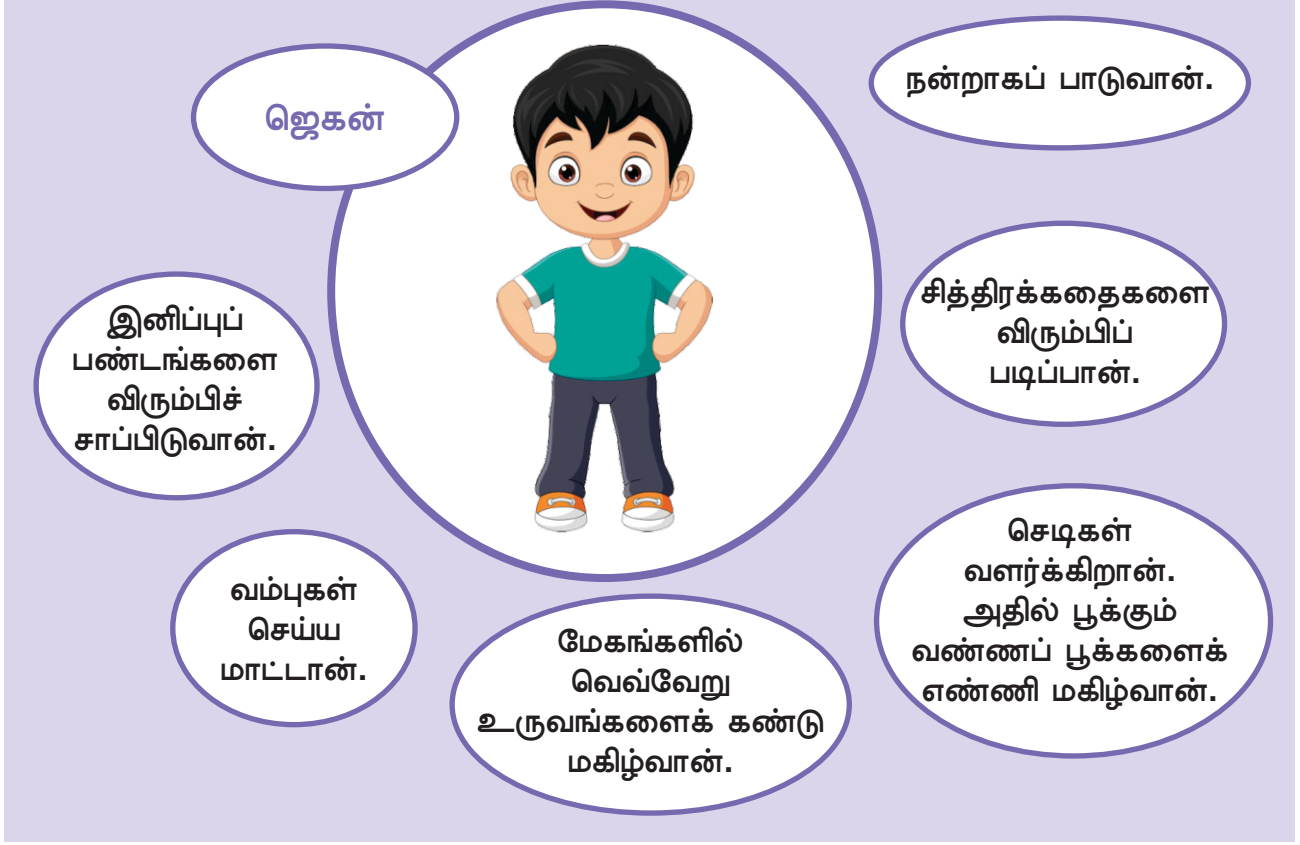 ஜெகன்
நன்றாகப் பாடுவான்.
சித்திரக்கதைகளை
விரும்பிப்
படிப்பான்.
இனிப்புப்
பண்டங்களை
விரும்பிச்
சாப்பிடுவான்.
செடிகள்
வளர்க்கிறான்.
அதில் பூக்கும்
வண்ணப் பூக்களைக்
எண்ணி மகிழ்வான்.
வம்புகள்
செய்ய
மாட்டான்.
மேகங்களில்
வெவ்வேறு
உருவங்களைக் கண்டு
மகிழ்வான்.